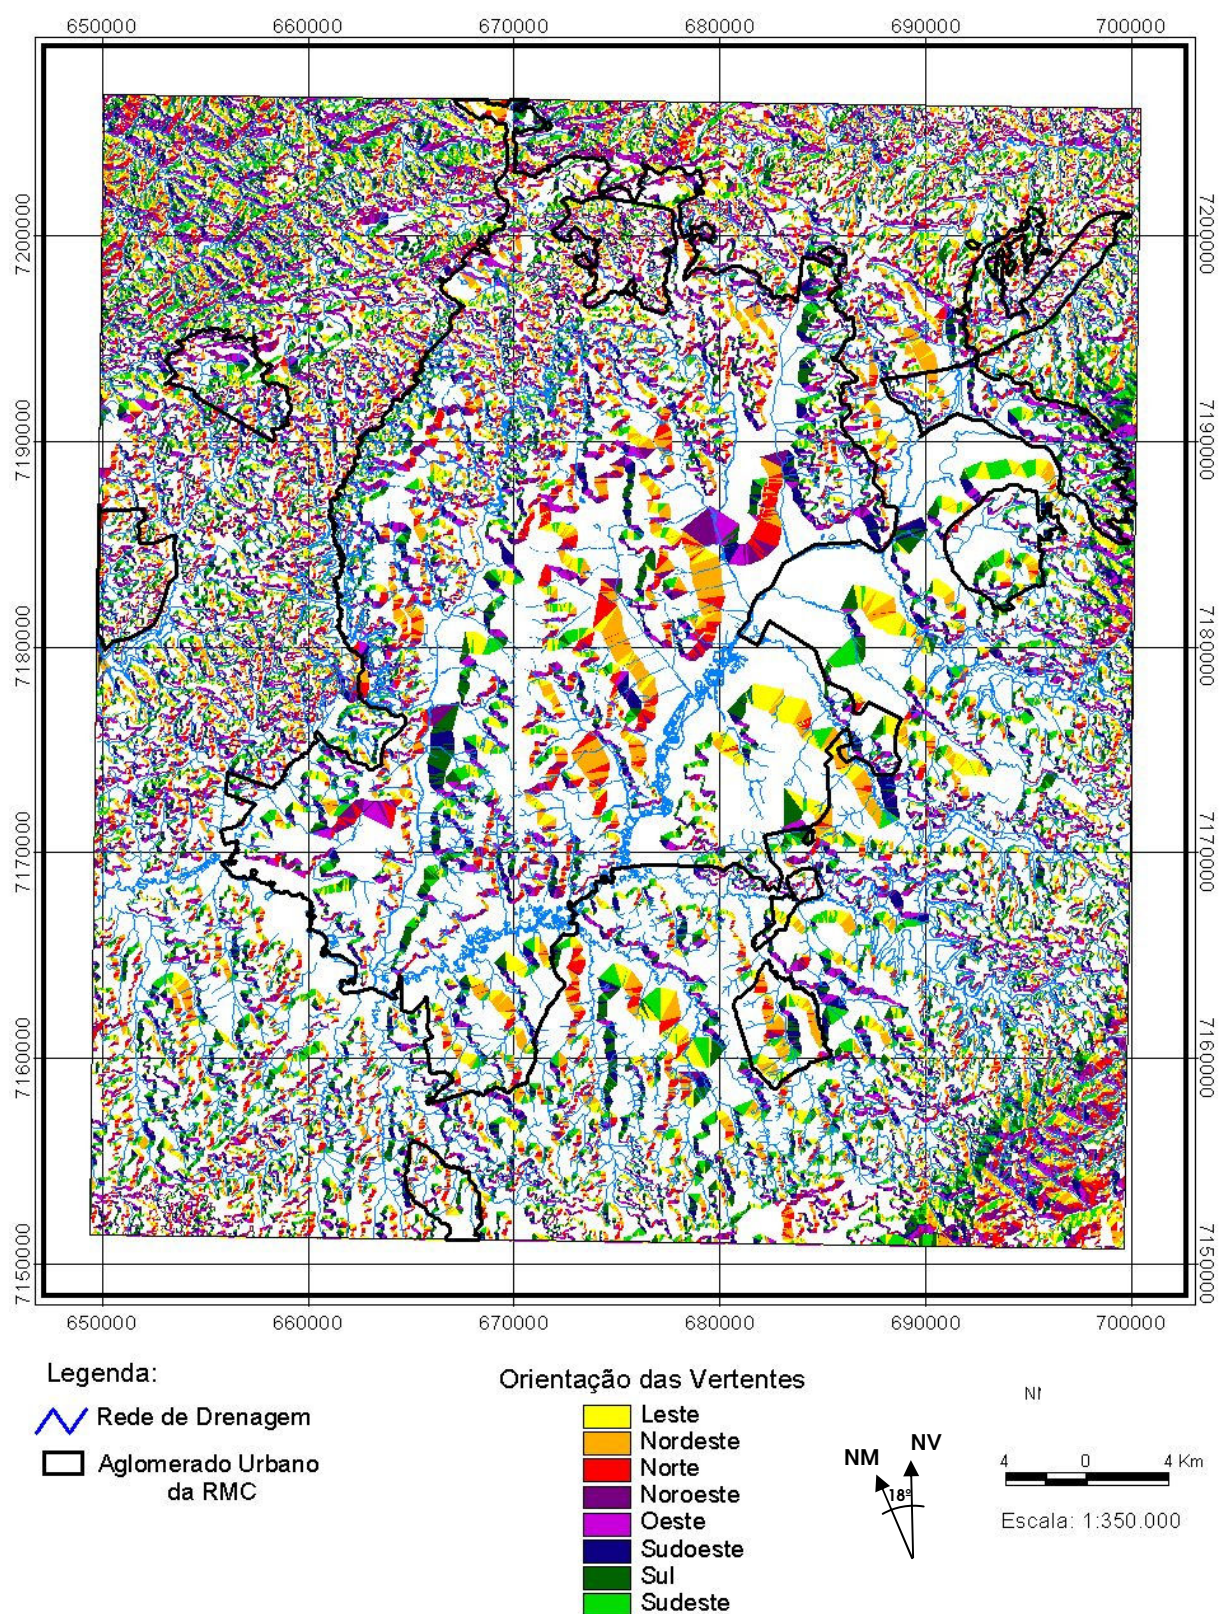 650000 660000 670000 680000 690000 700000
7200000 7200000
7190000 7190000
7180000 7180000
7170000 7170000
7160000 7160000
7150000 7150000
650000 660000 670000 680000 690000 700000
Legenda:
Rede de Drenagem
Aglomerado Urbano
da RMC
Orientação das Vertentes
Leste
Nordeste
Norte
Noroeste
Oeste
Sudoeste
Sul
Sudeste
NM NV
18º
4 0 4 Km
Escala: 1:350.000